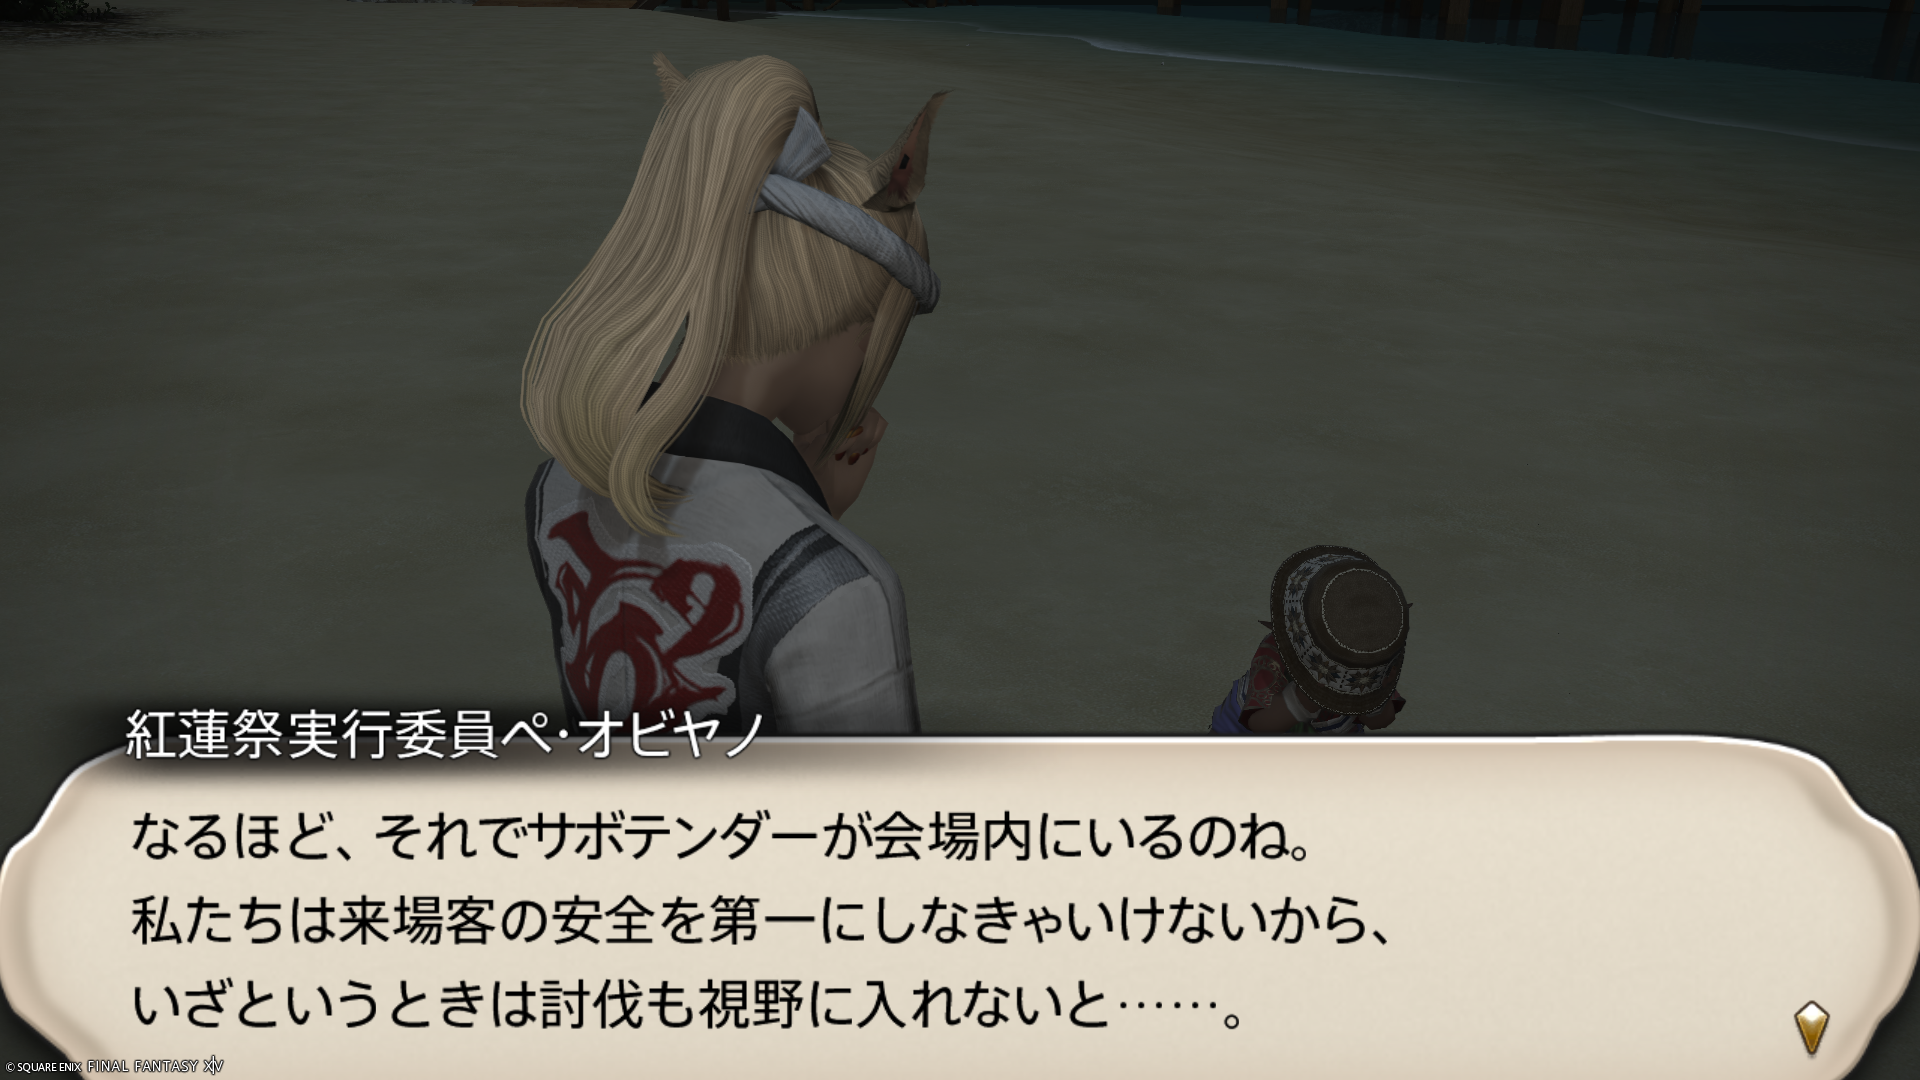 紅蓮祭実行委員ペ・オビヤノ
なるほど、それでサボテンダーが会場内にいるのね。
私たちは来場客の安全を第一にしなきゃいけないから、
いざというときは討伐も視野に入れないと……。
© SQUARE ENIX FINAL FANTASY XIV